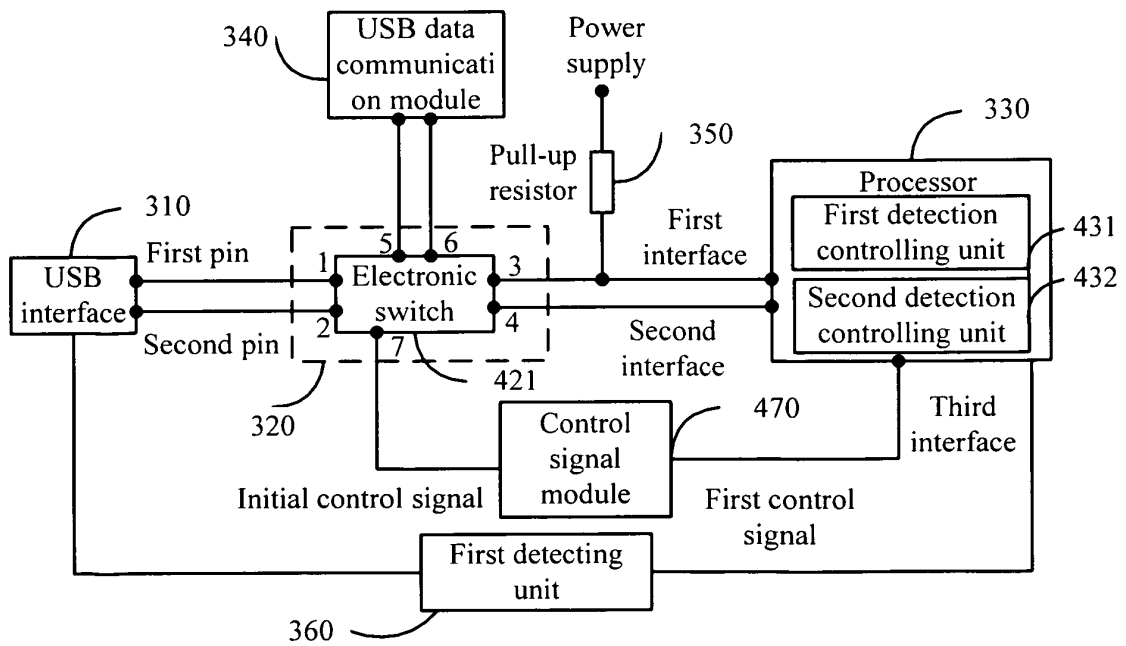 340
USB data
communicati
on module
Power
supply
350
Pull-up
resistor
330
Processor
First detection
controlling unit
431
Second detection
controlling unit
432
310
USB
interface
First pin
Second pin
1
2
5
6
3
4
7
Electronic
switch
First
interface
Second
interface
320
421
Control
signal
module
470
Third
interface
Initial control signal
First control
signal
First detecting
unit
360